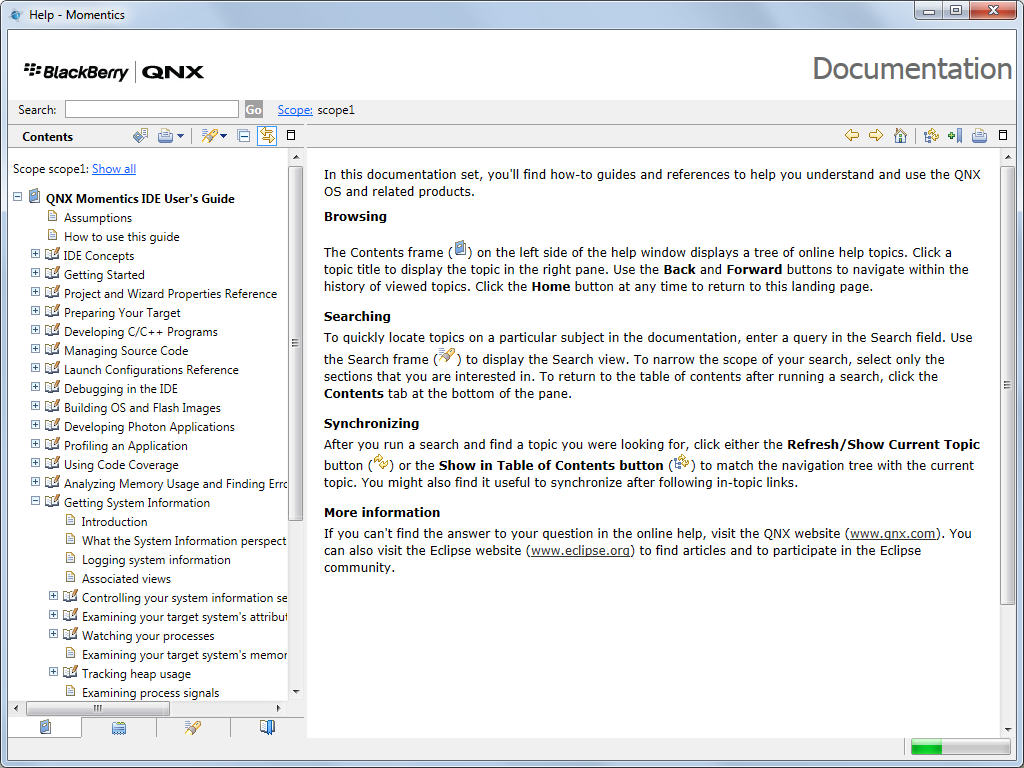 Help - Momentics
BlackBerry QNX
Documentation
Search:
Go
Scope: scope1
Contents
Scope scope1: Show all
QNX Momentics IDE User's Guide
Assumptions
How to use this guide
IDE Concepts
Getting Started
Project and Wizard Properties Reference
Preparing Your Target
Developing C/C++ Programs
Managing Source Code
Launch Configurations Reference
Debugging in the IDE
Building OS and Flash Images
Developing Photon Applications
Profiling an Application
Using Code Coverage
Analyzing Memory Usage and Finding Errc
Getting System Information
Introduction
What the System Information perspect
Logging system information
Associated views
Controlling your system information se
Examining your target system's attribut
Watching your processes
Examining your target system's memor
Tracking heap usage
Examining process signals
In this documentation set, you'll find how-to guides and references to help you understand and use the QNX
OS and related products.
Browsing
The Contents frame ( ) on the left side of the help window displays a tree of online help topics. Click a
topic title to display the topic in the right pane. Use the Back and Forward buttons to navigate within the
history of viewed topics. Click the Home button at any time to return to this landing page.
Searching
To quickly locate topics on a particular subject in the documentation, enter a query in the Search field. Use
the Search frame ( ) to display the Search view. To narrow the scope of your search, select only the
sections that you are interested in. To return to the table of contents after running a search, click the
Contents tab at the bottom of the pane.
Synchronizing
After you run a search and find a topic you were looking for, click either the Refresh/Show Current Topic
button ( ) or the Show in Table of Contents button ( ) to match the navigation tree with the current
topic. You might also find it useful to synchronize after following in-topic links.
More information
If you can't find the answer to your question in the online help, visit the QNX website (www.qnx.com). You
can also visit the Eclipse website (www.eclipse.org) to find articles and to participate in the Eclipse
community.